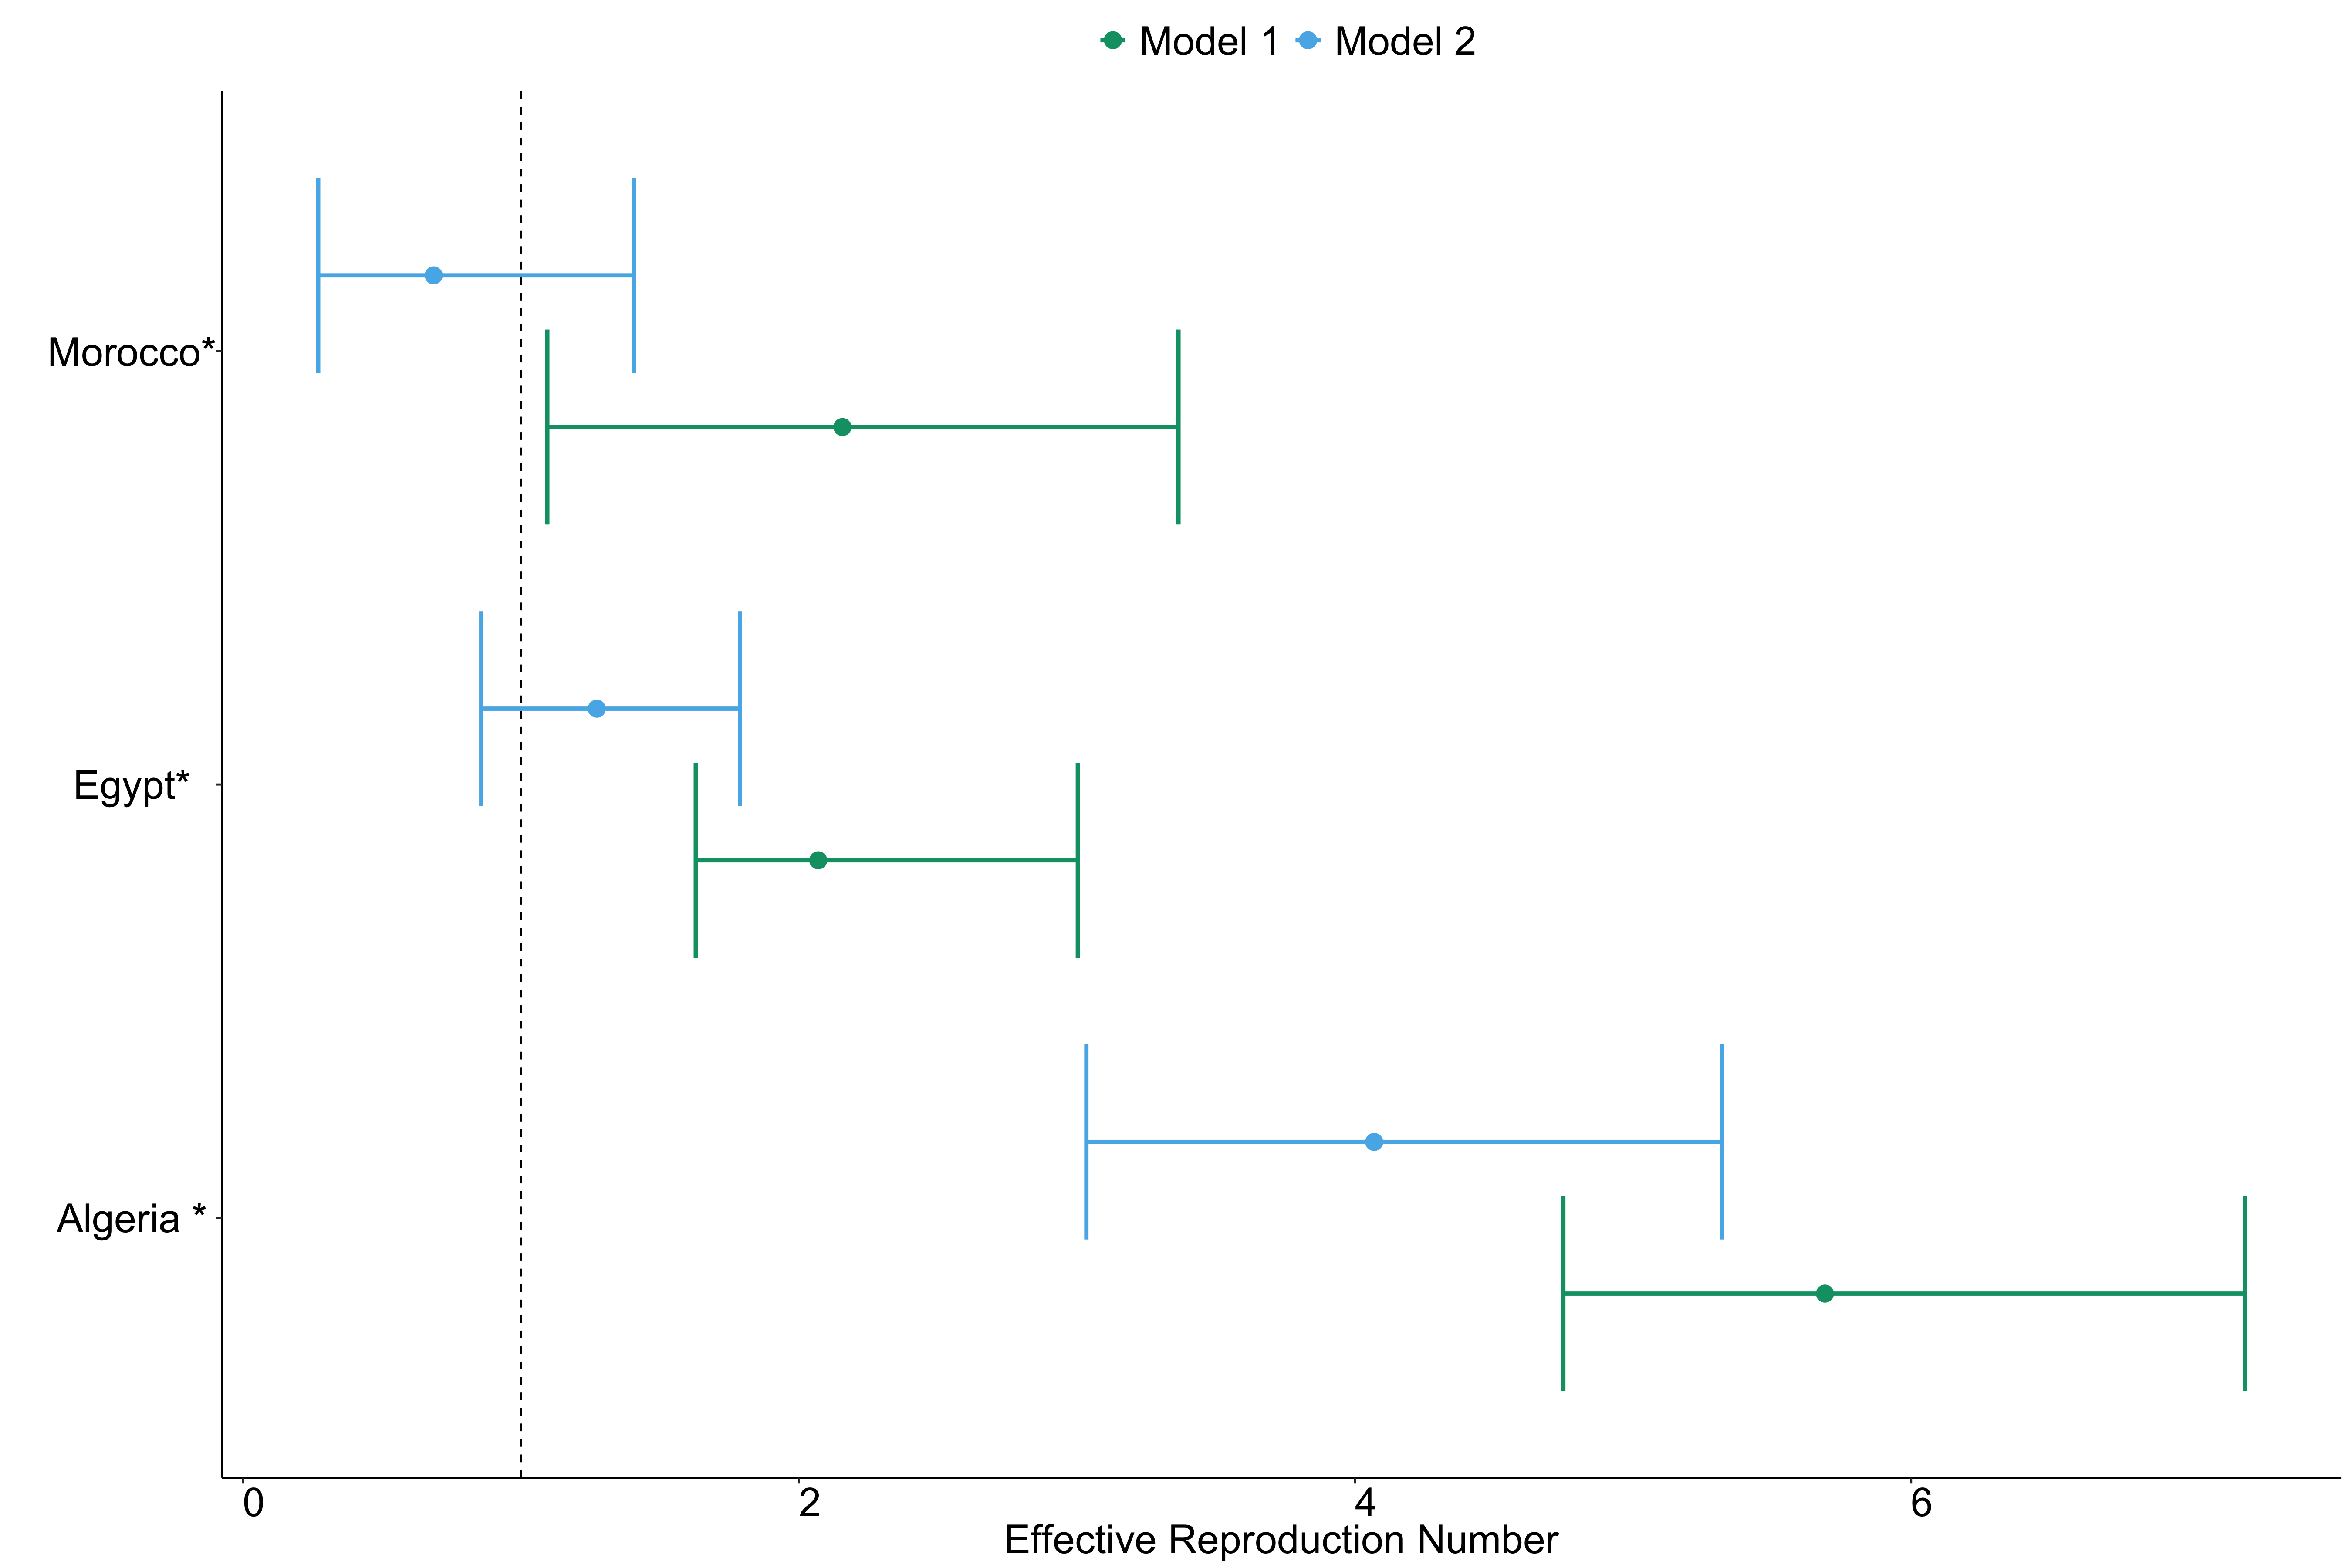 Model 1 Model 2
Morocco*
Egypt*
Algeria *
0 2 4 6
Effective Reproduction Number